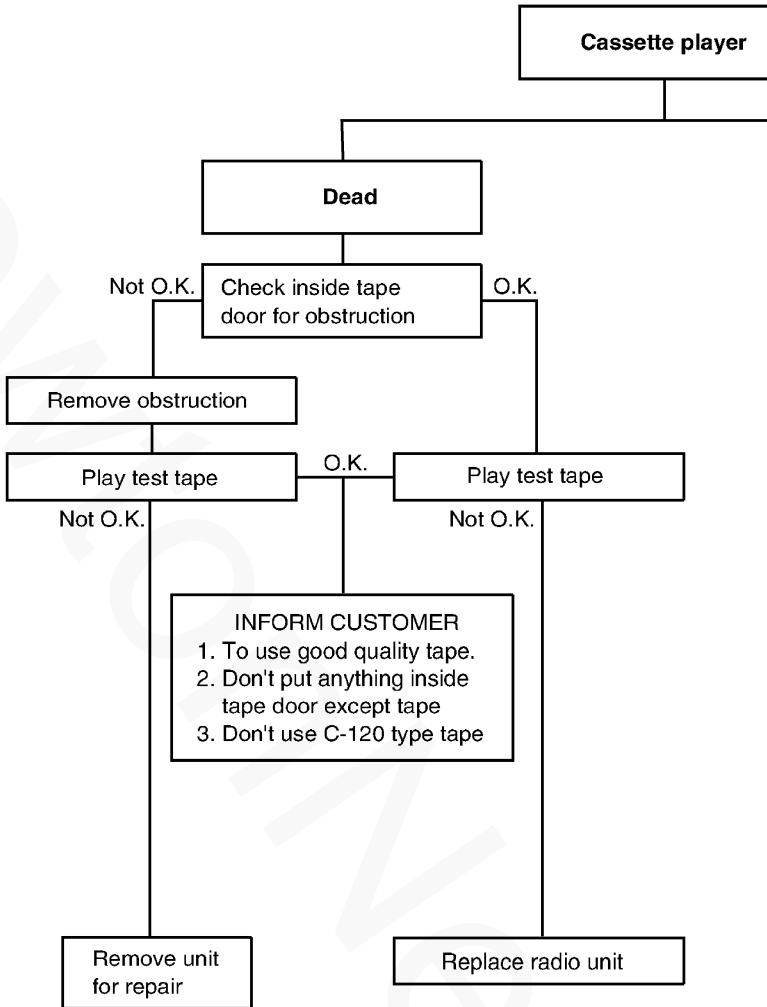 Cassette player
Dead
Not O.K.
Check inside tape
door for obstruction
O.K.
Remove obstruction
Play test tape
O.K.
Play test tape
Not O.K.
Not O.K.
INFORM CUSTOMER
1. To use good quality tape.
2. Don't put anything inside
tape door except tape
3. Don't use C-120 type tape
Remove unit
for repair
Replace radio unit